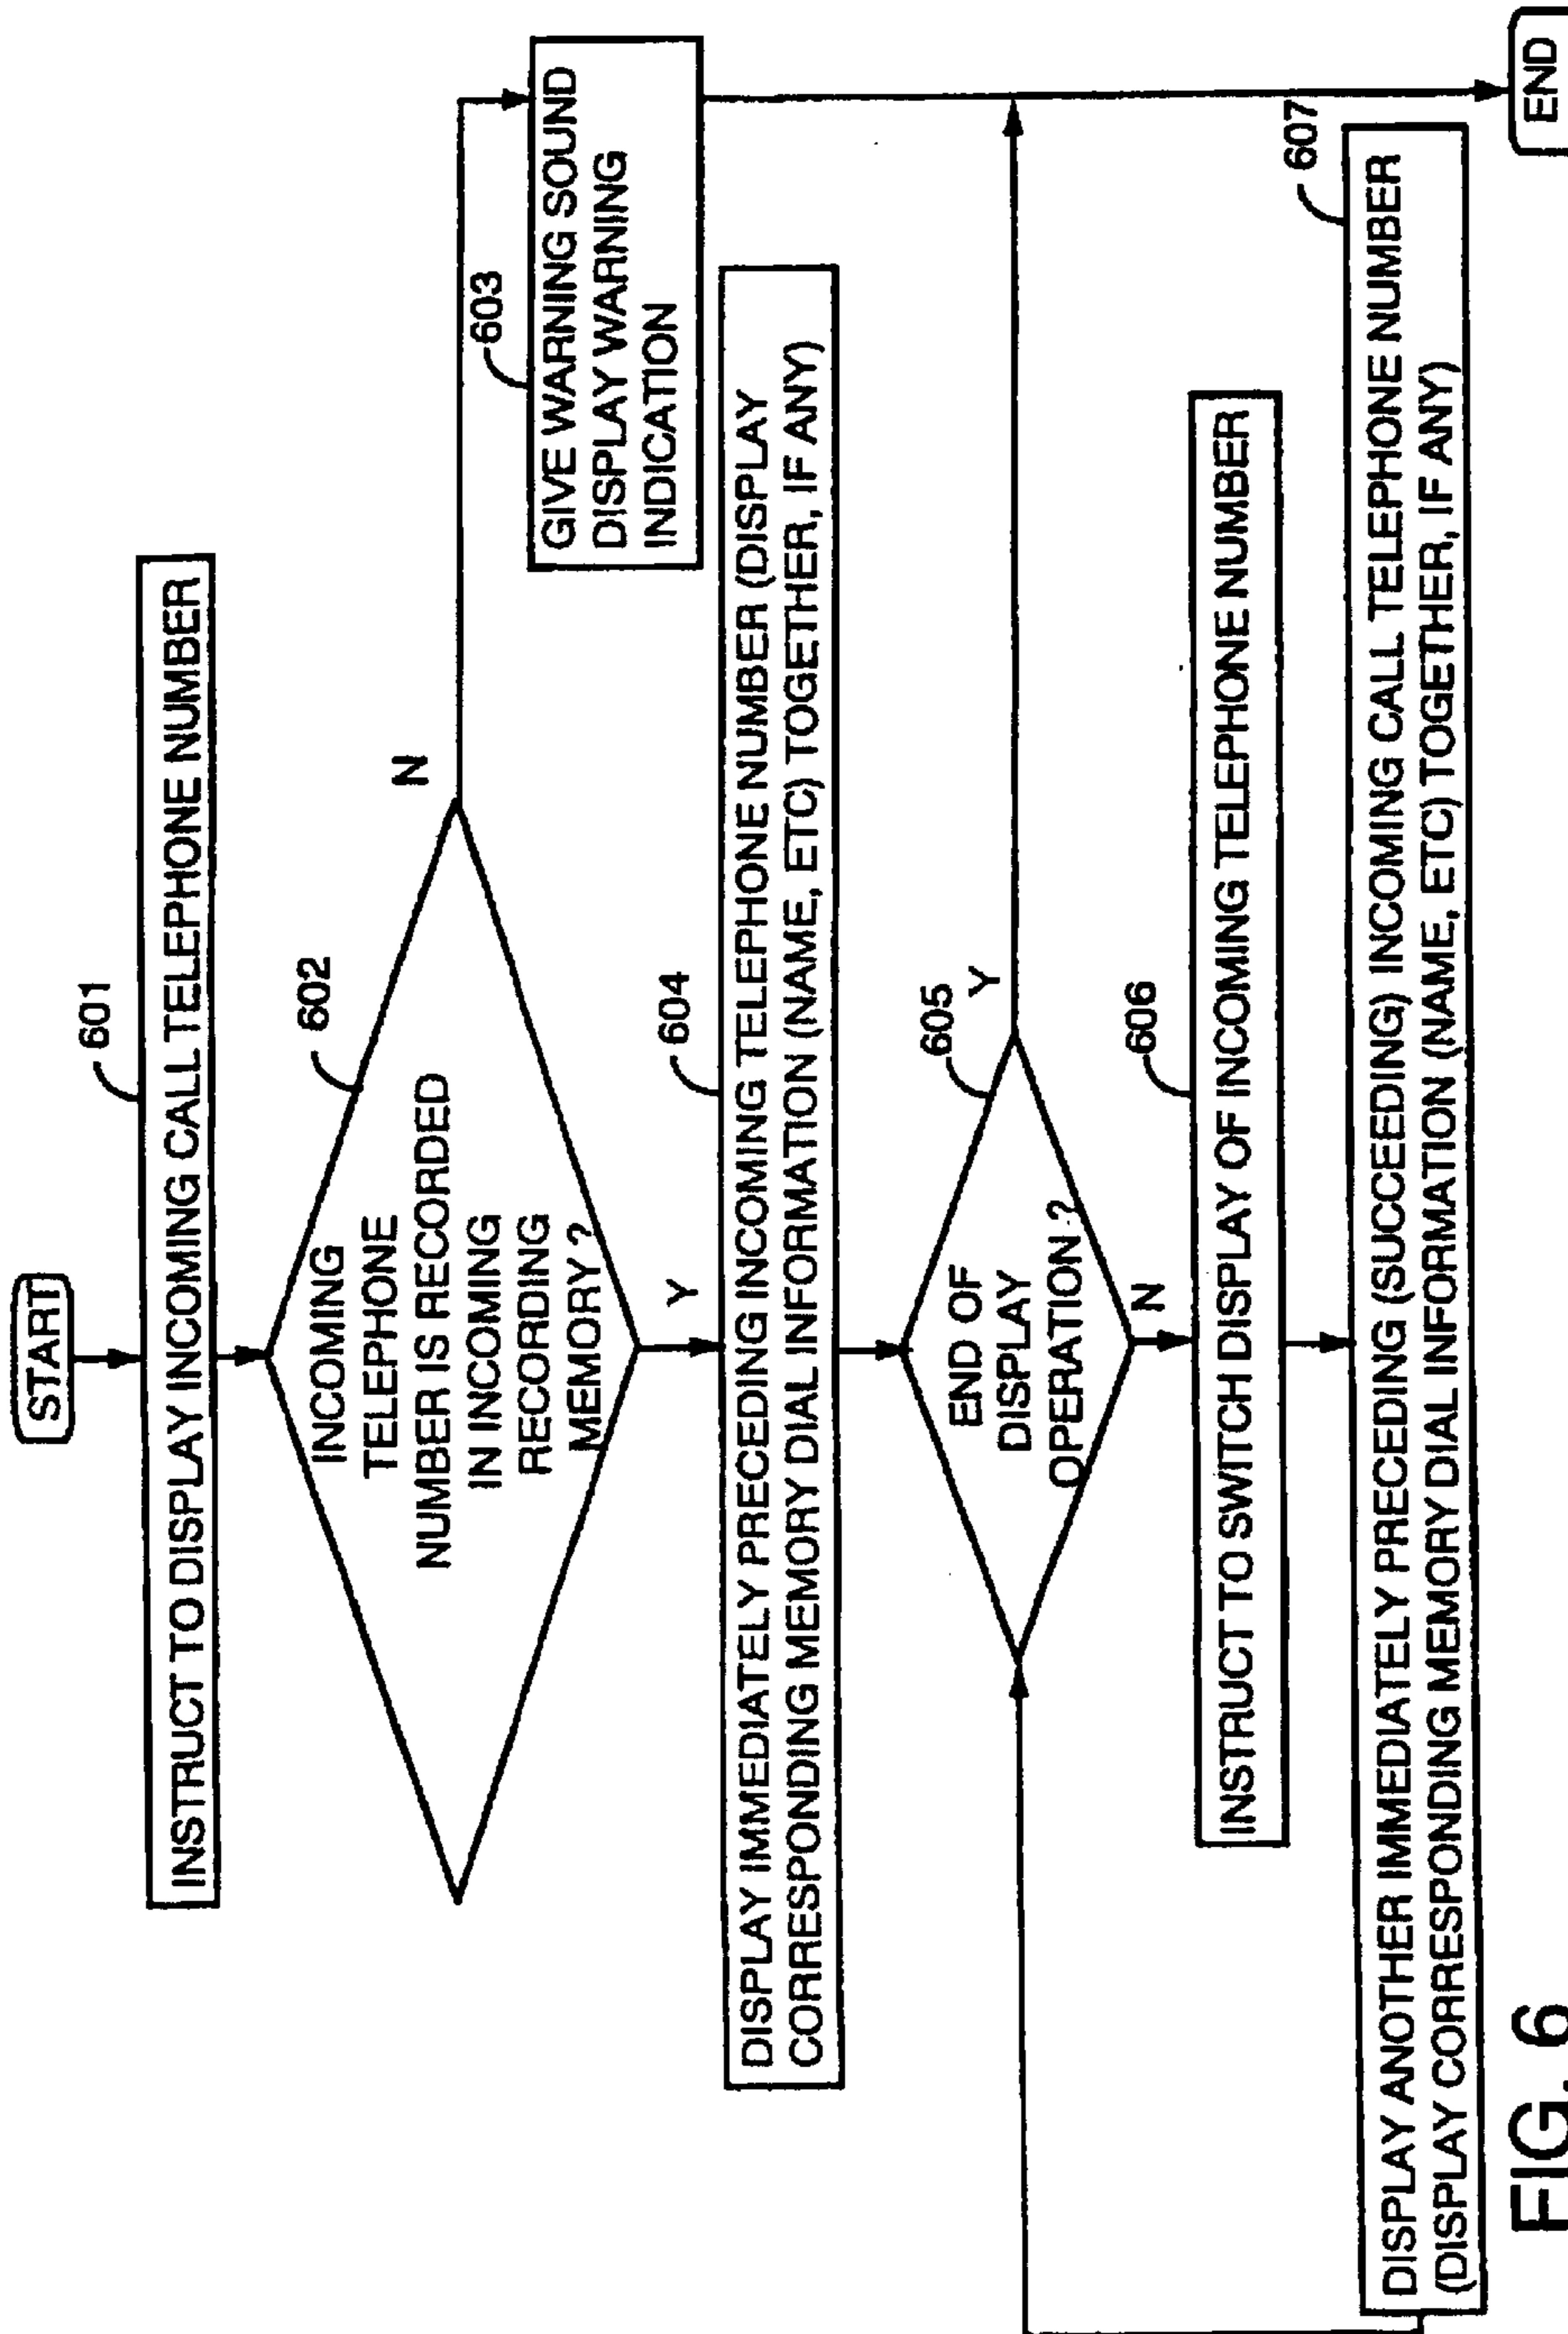 START
601
INSTRUCT TO DISPLAY INCOMING CALL TELEPHONE NUMBER
602
INCOMING
TELEPHONE
NUMBER IS RECORDED
IN INCOMING
RECORDING
MEMORY?
N
Y
603
GIVE WARNING SOUND
DISPLAY WARNING
INDICATION
604
DISPLAY IMMEDIATELY PRECEDING INCOMING TELEPHONE NUMBER (DISPLAY
CORRESPONDING MEMORY DIAL INFORMATION (NAME, ETC) TOGETHER, IF ANY)
605
END OF
DISPLAY
OPERATION?
Y
N
606
INSTRUCT TO SWITCH DISPLAY OF INCOMING TELEPHONE NUMBER
607
DISPLAY ANOTHER IMMEDIATELY PRECEDING (SUCCEEDING) INCOMING CALL TELEPHONE NUMBER
(DISPLAY CORRESPONDING MEMORY DIAL INFORMATION (NAME, ETC) TOGETHER, IF ANY)
END
FIG. 6